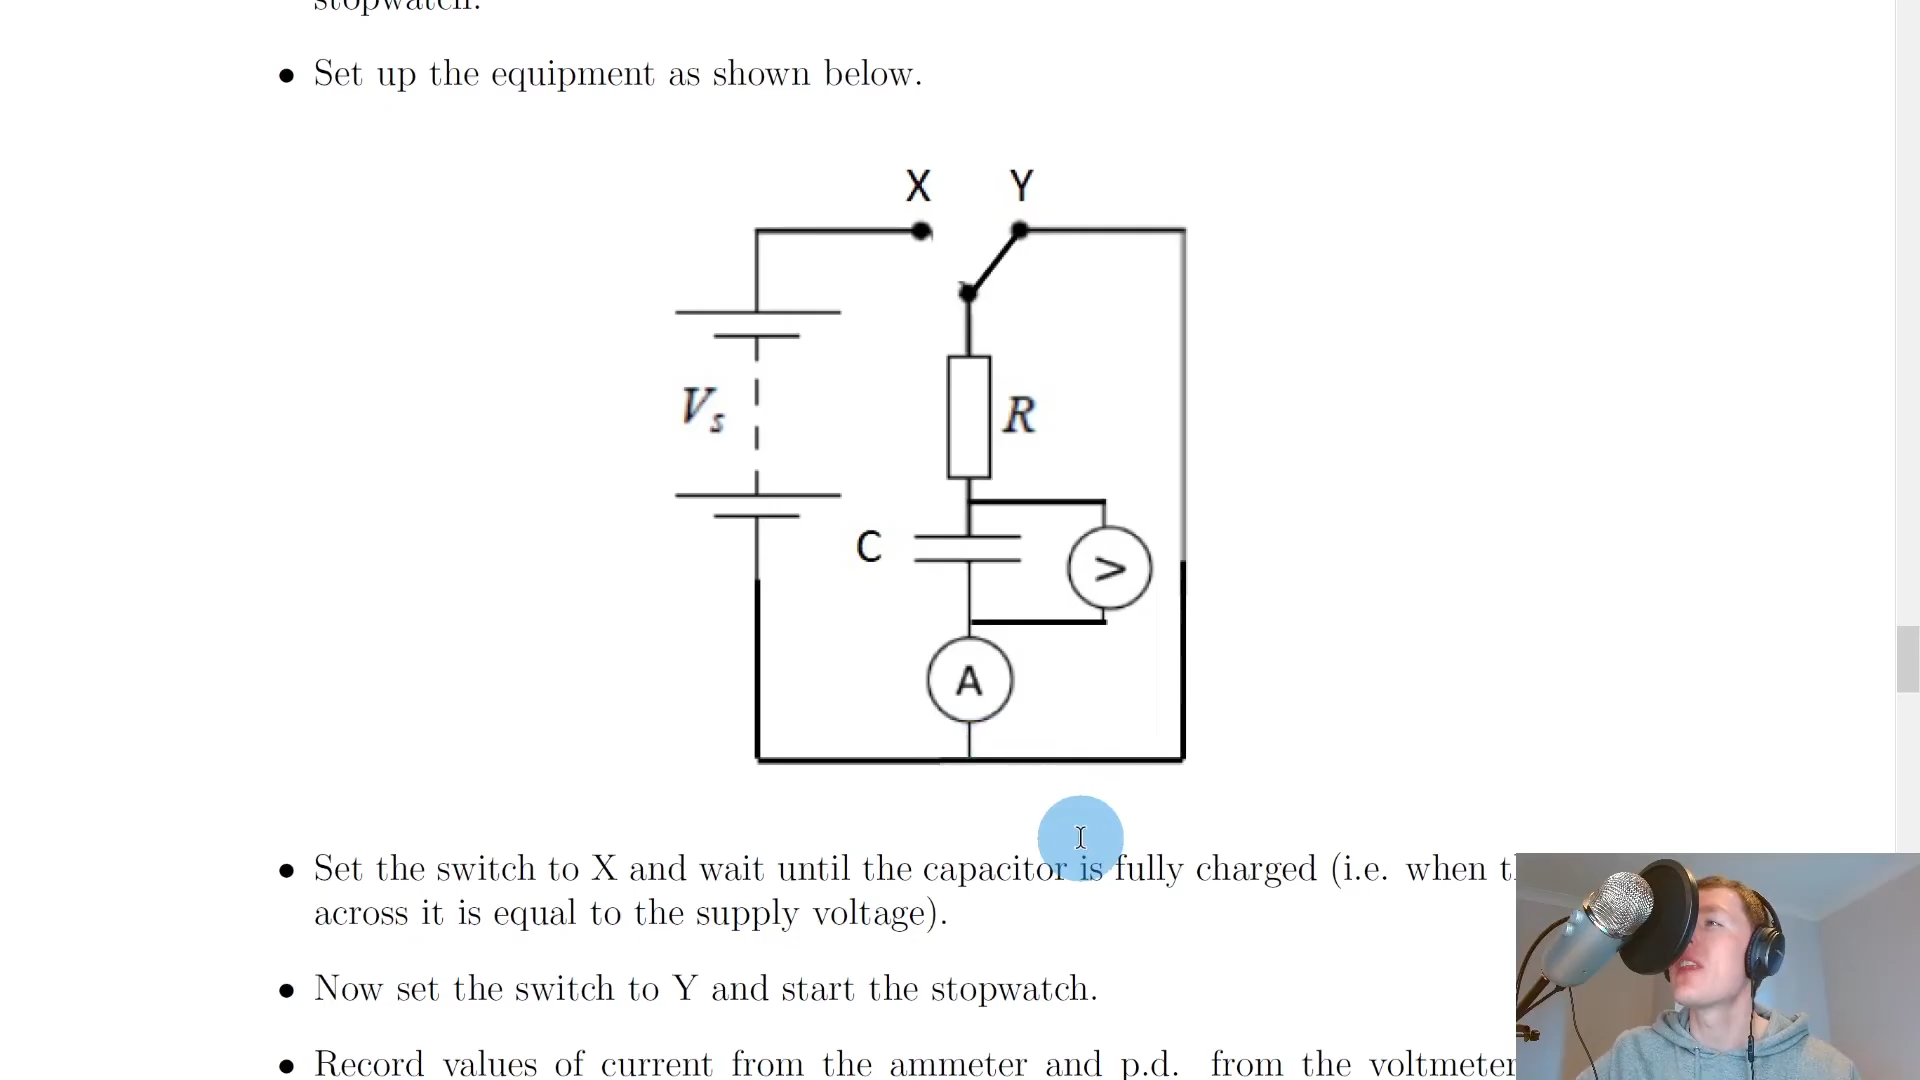 stopwatch.
• Set up the equipment as shown below.
X Y
Vs
R
C
V
A
• Set the switch to X and wait until the capacitor is fully charged (i.e. when
across it is equal to the supply voltage).
• Now set the switch to Y and start the stopwatch.
• Record values of current from the ammeter and p.d. from the voltmeter